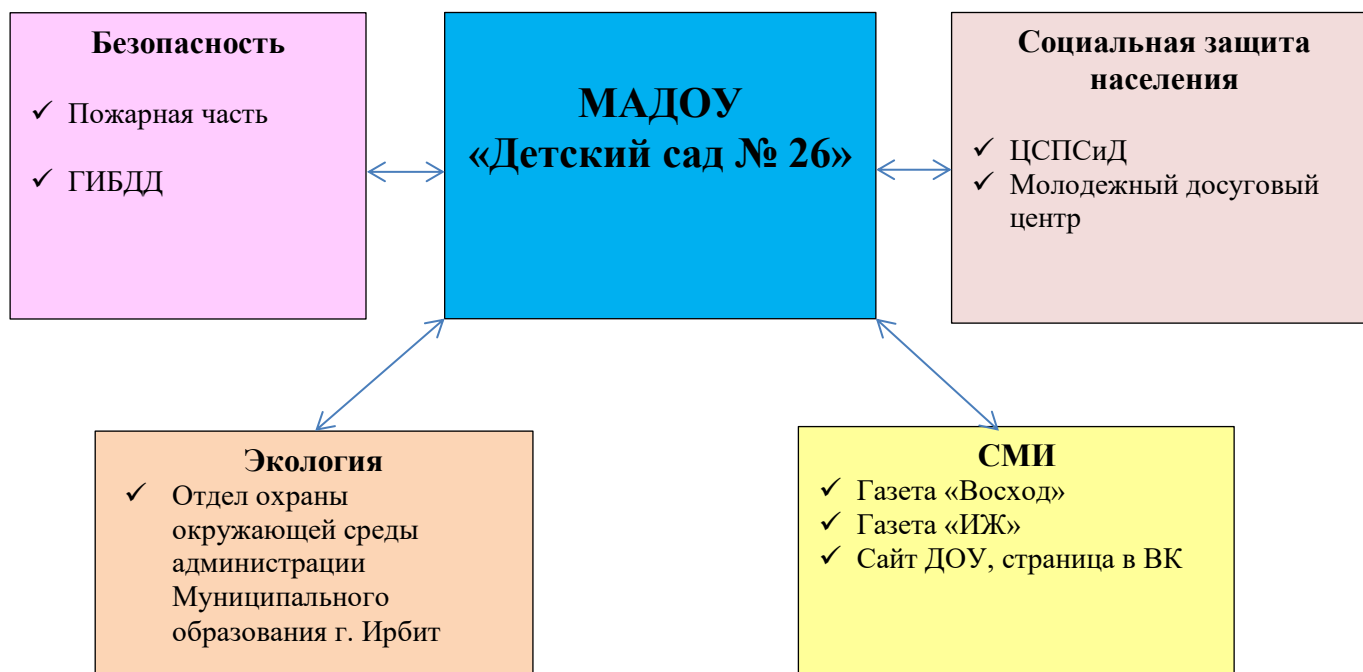 Безопасность
Пожарная часть
ГИБДД
МАДОУ
«Детский сад № 26»
Социальная защита
населения
ЦСПСиД
Молодежный досуговый
центр
Экология
Отдел охраны
окружающей среды
администрации
Муниципального
образования г. Ирбит
СМИ
Газета «Восход»
Газета «ИЖ»
Сайт ДОУ, страница в ВК